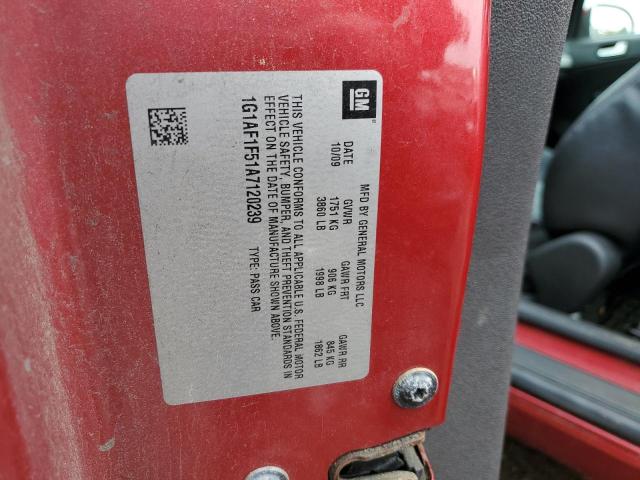 GM
MFD BY GENERAL MOTORS LLC
DATE GVWR GAWR FRT GAWR RR
10/09 1751 KG 906 KG 845 KG
3860 LB 1998 LB 1862 LB
THIS VEHICLE CONFORMS TO ALL APPLICABLE U.S. FEDERAL MOTOR
VEHICLE SAFETY, BUMPER, AND THEFT PREVENTION STANDARDS IN
EFFECT ON THE DATE OF MANUFACTURE SHOWN ABOVE.
1G1AF1F51A7120239 TYPE: PASS CAR